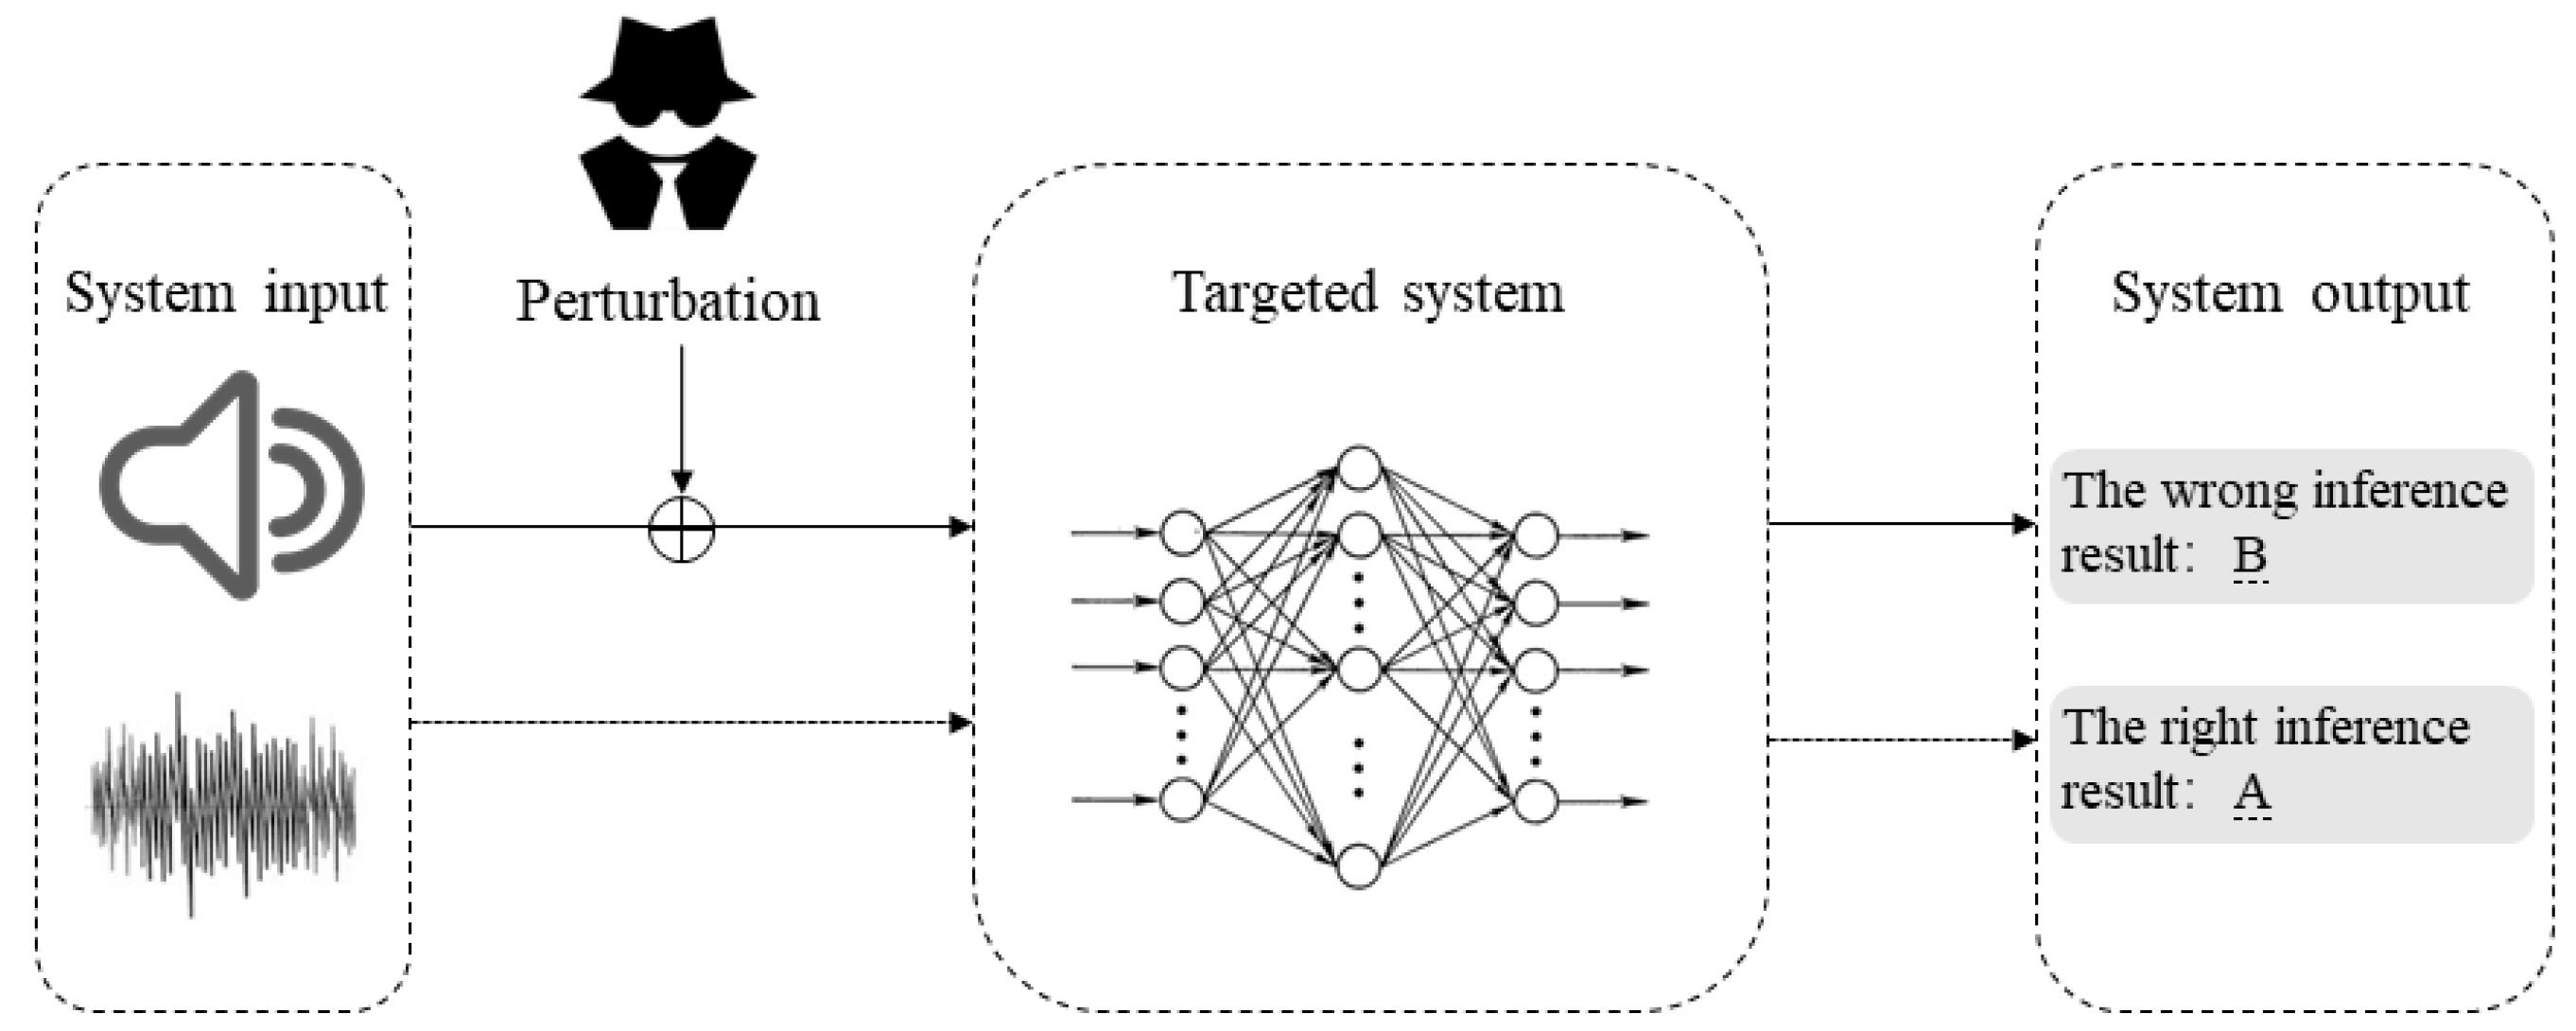 System input
Perturbation
Targeted system
System output
The wrong inference
result: B
The right inference
result: A